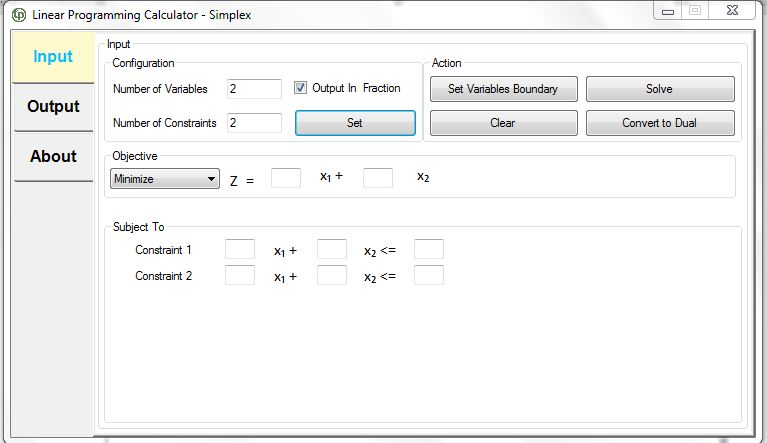 Linear Programming Calculator - Simplex
Input
Output
About
Input
Configuration
Number of Variables 2 Output In Fraction
Number of Constraints 2 Set
Action
Set Variables Boundary Solve
Clear Convert to Dual
Objective
Minimize Z = x₁ + x₂
Subject To
Constraint 1 x₁ + x₂ <=
Constraint 2 x₁ + x₂ <=